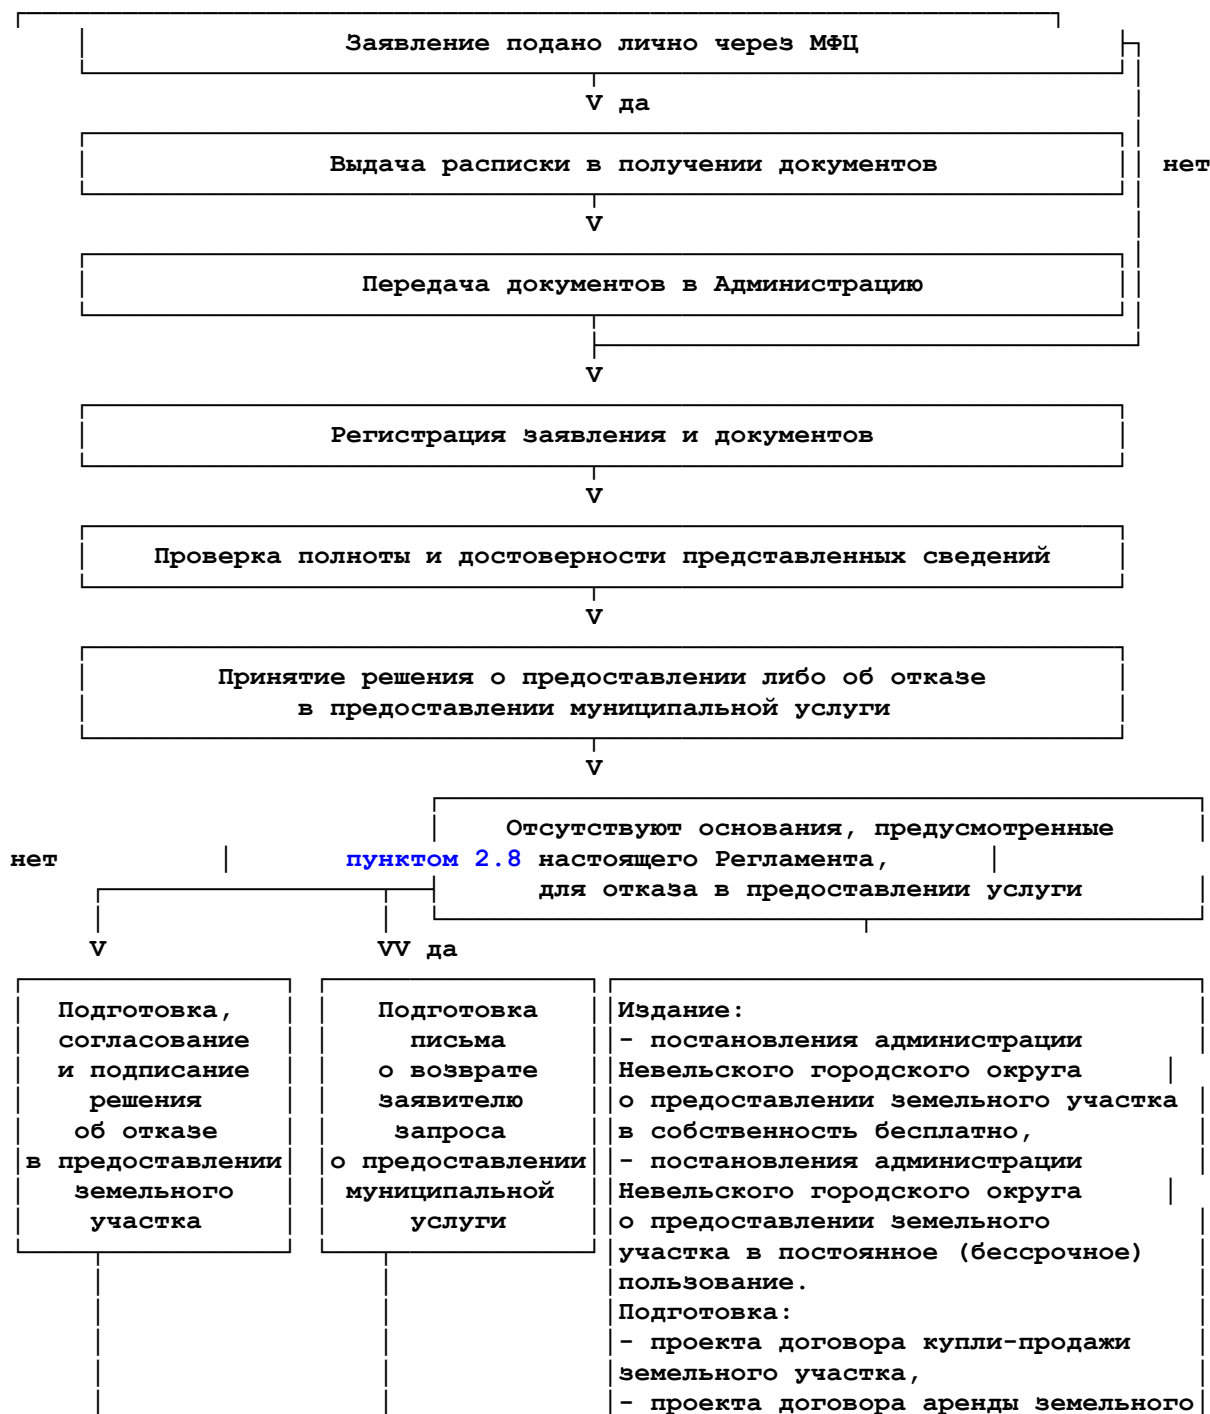 Заявление подано лично через МФЦ
V да
Выдача расписки в получении документов нет
V
Передача документов в Администрацию
V
Регистрация заявления и документов
V
Проверка полноты и достоверности представленных сведений
V
Принятие решения о предоставлении либо об отказе
в предоставлении муниципальной услуги
V
Отсутствуют основания, предусмотренные
нет пунктом 2.8 настоящего Регламента,
для отказа в предоставлении услуги
V VV да
Подготовка,
согласование
и подписание
решения
об отказе
в предоставлении
земельного
участка
Подготовка
письма
о возврате
заявителю
запроса
о предоставлении
муниципальной
услуги
Издание:
- постановления администрации
Невельского городского округа
о предоставлении земельного участка
в собственность бесплатно,
- постановления администрации
Невельского городского округа
о предоставлении земельного
участка в постоянное (бессрочное)
пользование.
Подготовка:
- проекта договора купли-продажи
земельного участка,
- проекта договора аренды земельного